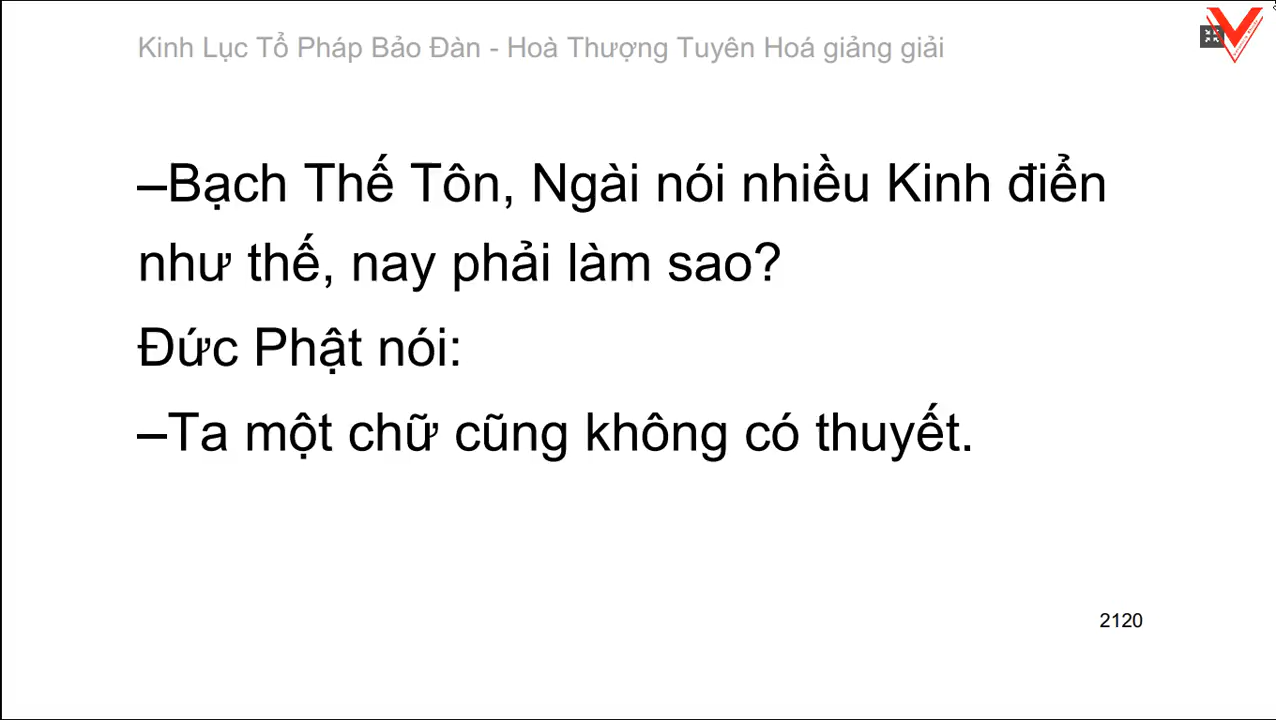 Kinh Lục Tổ Pháp Bảo Đàn - Hoà Thượng Tuyên Hoá giảng giải
–Bạch Thế Tôn, Ngài nói nhiều Kinh điển
như thế, nay phải làm sao?
Đức Phật nói:
–Ta một chữ cũng không có thuyết.
2120